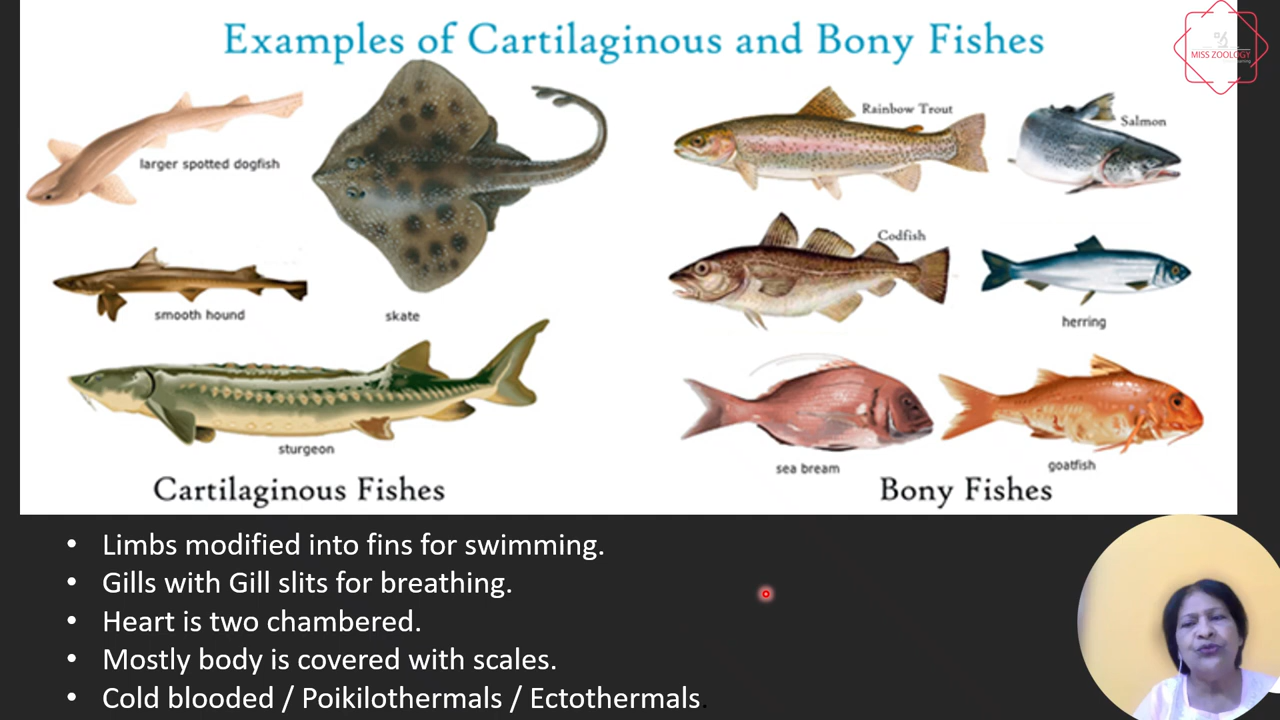 Examples of Cartilaginous and Bony Fishes
MISS ZOOLOGY
larger spotted dogfish
Rainbow Trout
Salmon
Codfish
smooth hound
skate
herring
sturgeon
sea bream
goatfish
Cartilaginous Fishes
Bony Fishes
• Limbs modified into fins for swimming.
• Gills with Gill slits for breathing.
• Heart is two chambered.
• Mostly body is covered with scales.
• Cold blooded / Poikilothermals / Ectothermals.